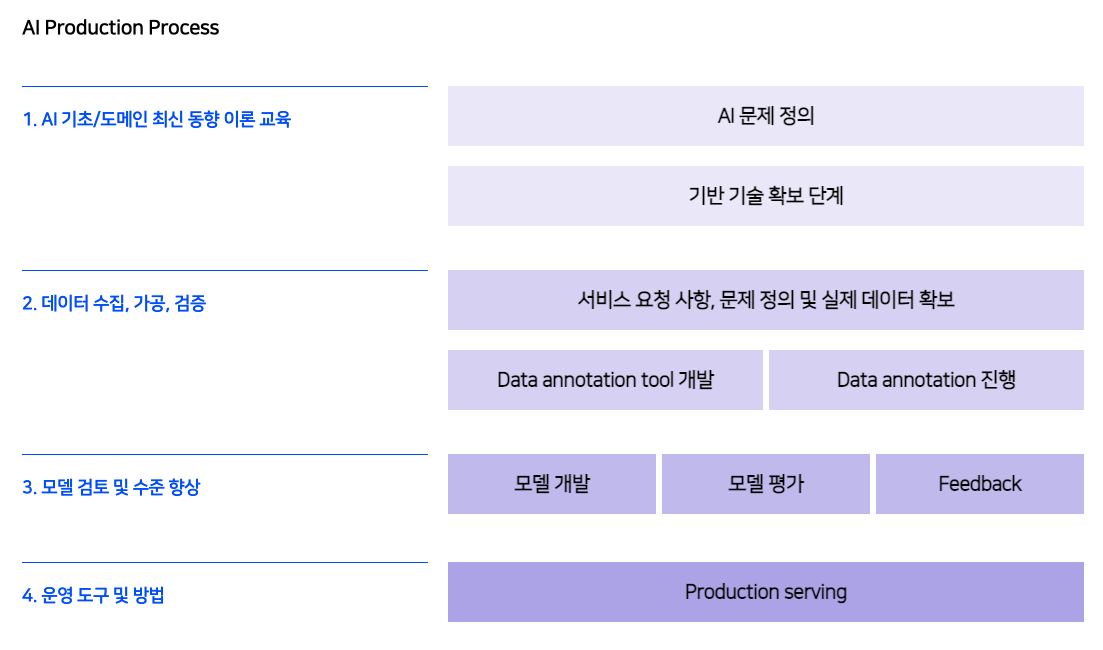 AI Production Process
1. AI 기초/도메인 최신 동향 이론 교육
AI 문제 정의
기반 기술 확보 단계
2. 데이터 수집, 가공, 검증
서비스 요청 사항, 문제 정의 및 실제 데이터 확보
Data annotation tool 개발
Data annotation 진행
3. 모델 검토 및 수준 향상
모델 개발
모델 평가
Feedback
4. 운영 도구 및 방법
Production serving